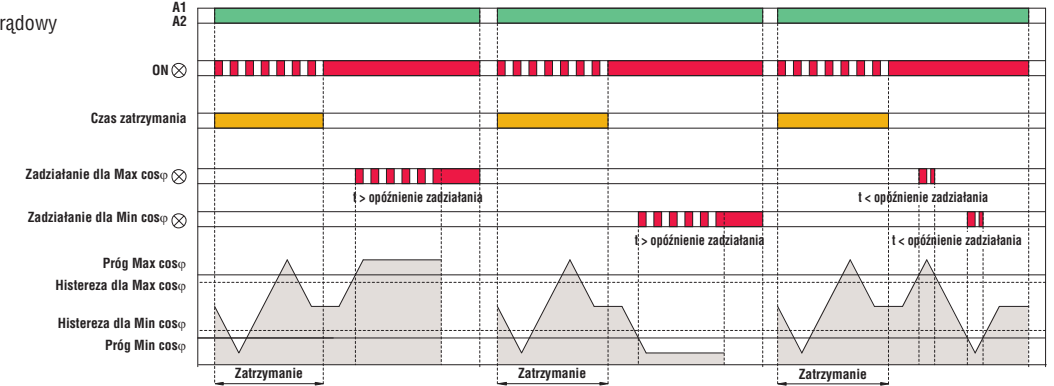 A1
A2
rądowy
ON
Czas zatrzymania
Zadziałanie dla Max cosφ
t > opóźnienie zadziałania
t < opóźnienie zadziałania
Zadziałanie dla Min cosφ
t > opóźnienie zadziałania
t < opóźnienie zadziałania
Próg Max cosφ
Histereza dla Max cosφ
Histereza dla Min cosφ
Próg Min cosφ
Zatrzymanie
Zatrzymanie
Zatrzymanie